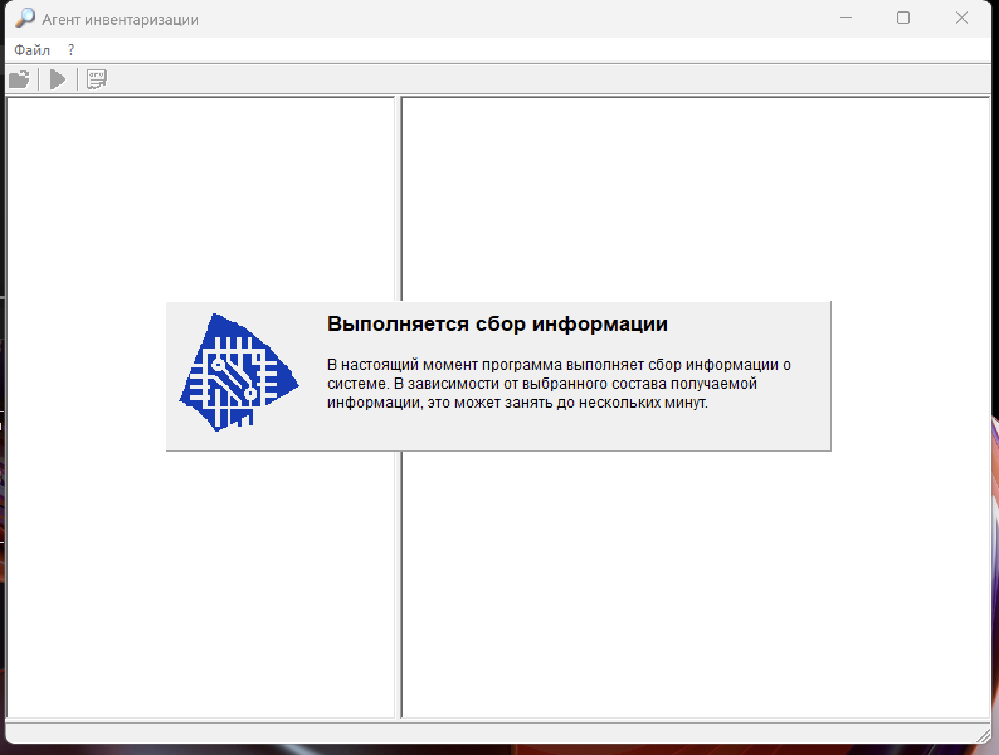 Агент инвентаризации
Файл ?
Выполняется сбор информации
В настоящий момент программа выполняет сбор информации о
системе. В зависимости от выбранного состава получаемой
информации, это может занять до нескольких минут.